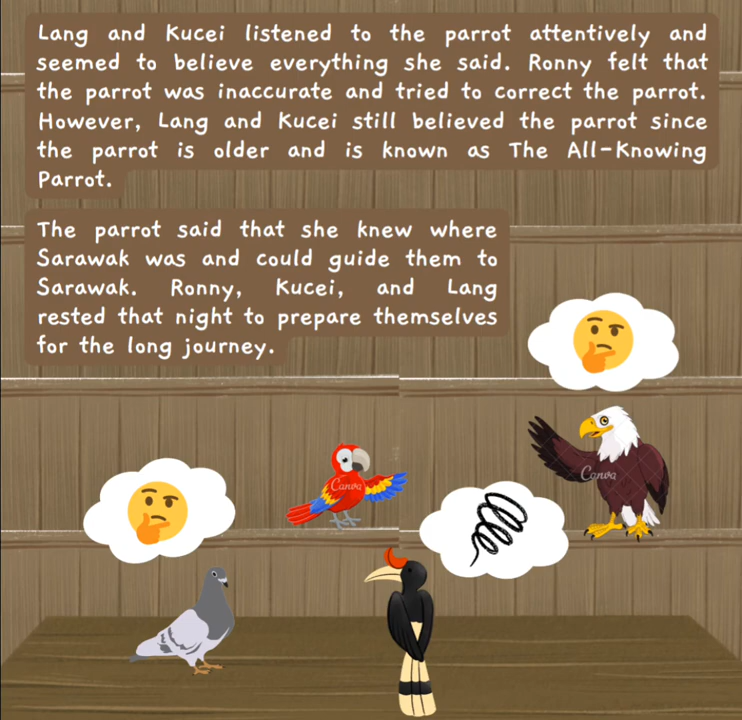 Lang and Kucei listened to the parrot attentively and
seemed to believe everything she said. Ronny felt that
the parrot was inaccurate and tried to correct the parrot.
However, Lang and Kucei still believed the parrot since
the parrot is older and is known as The All-Knowing
Parrot.
The parrot said that she knew where
Sarawak was and could guide them to
Sarawak. Ronny, Kucei, and Lang
rested that night to prepare themselves
for the long journey.
Canva
Canva